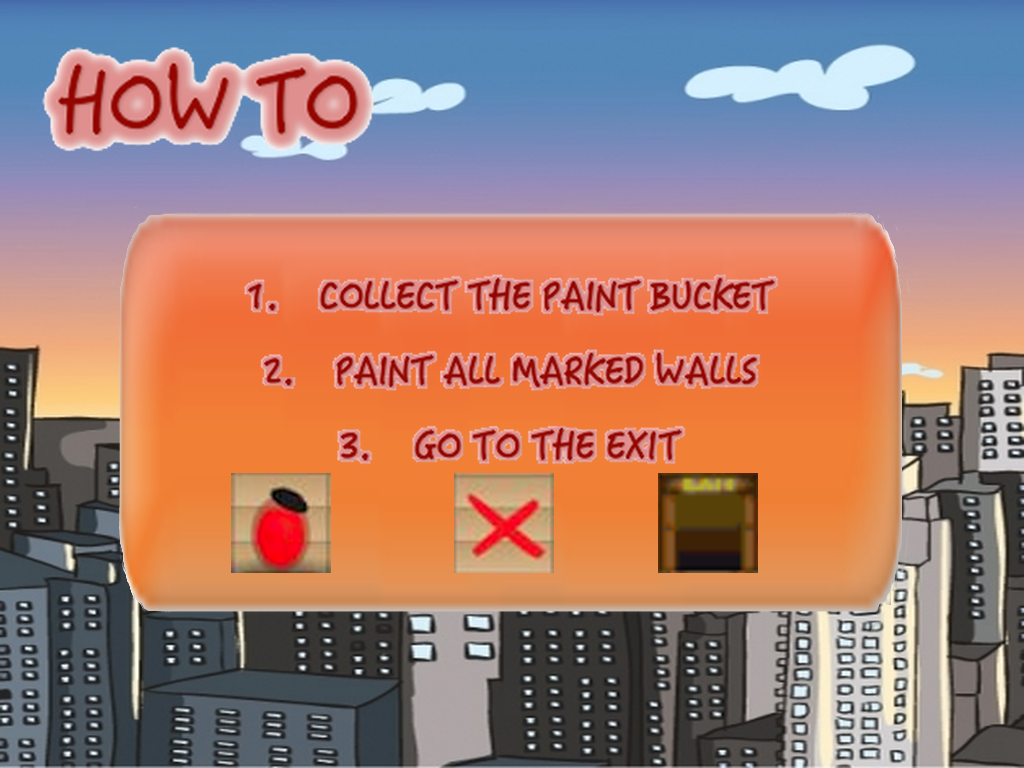 HOW TO
1. COLLECT THE PAINT BUCKET
2. PAINT ALL MARKED WALLS
3. GO TO THE EXIT
EXIT